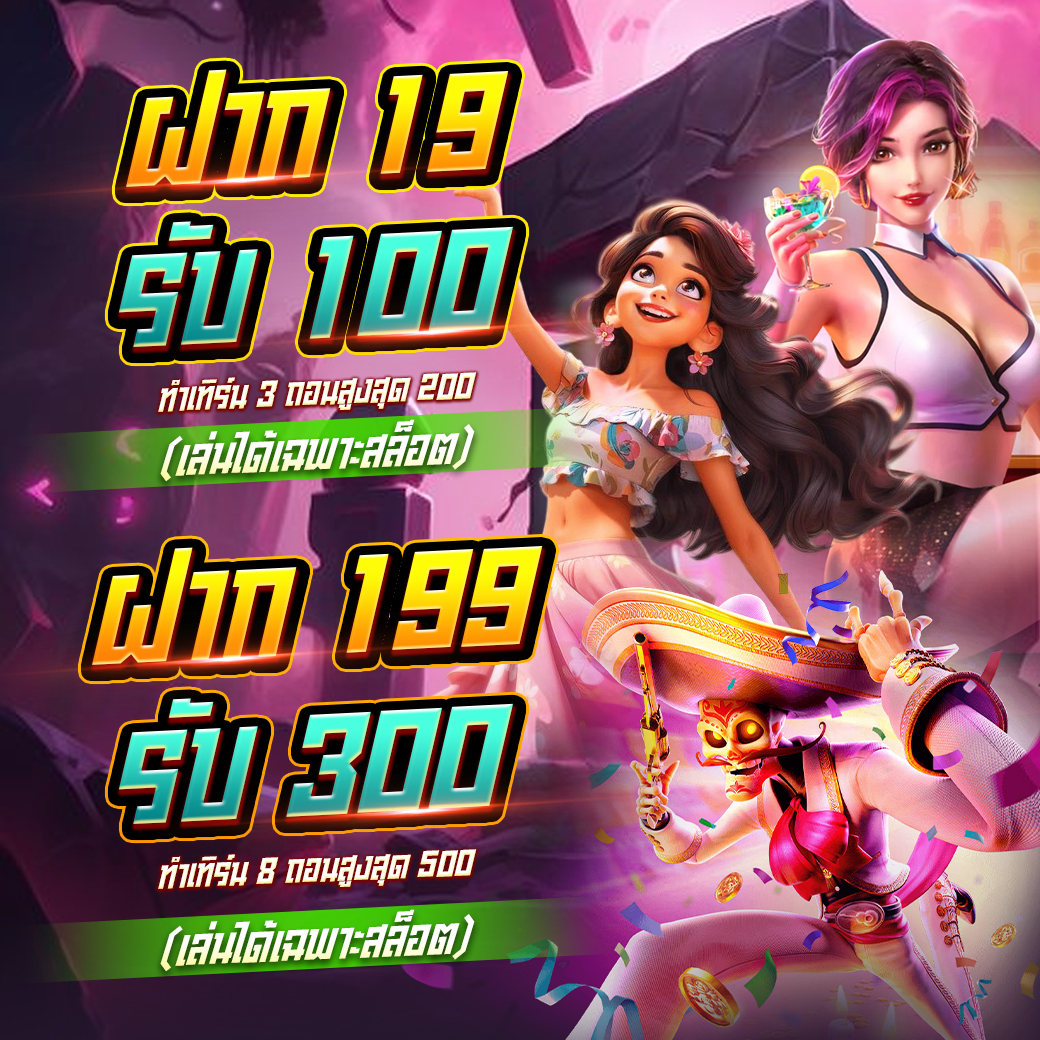 ฝาก 19
รับ 100
ทำเทิร์น 3 ถอนสูงสุด 200
(เล่นได้เฉพาะสล็อต)
ฝาก 199
รับ 300
ทำเทิร์น 8 ถอนสูงสุด 500
(เล่นได้เฉพาะสล็อต)